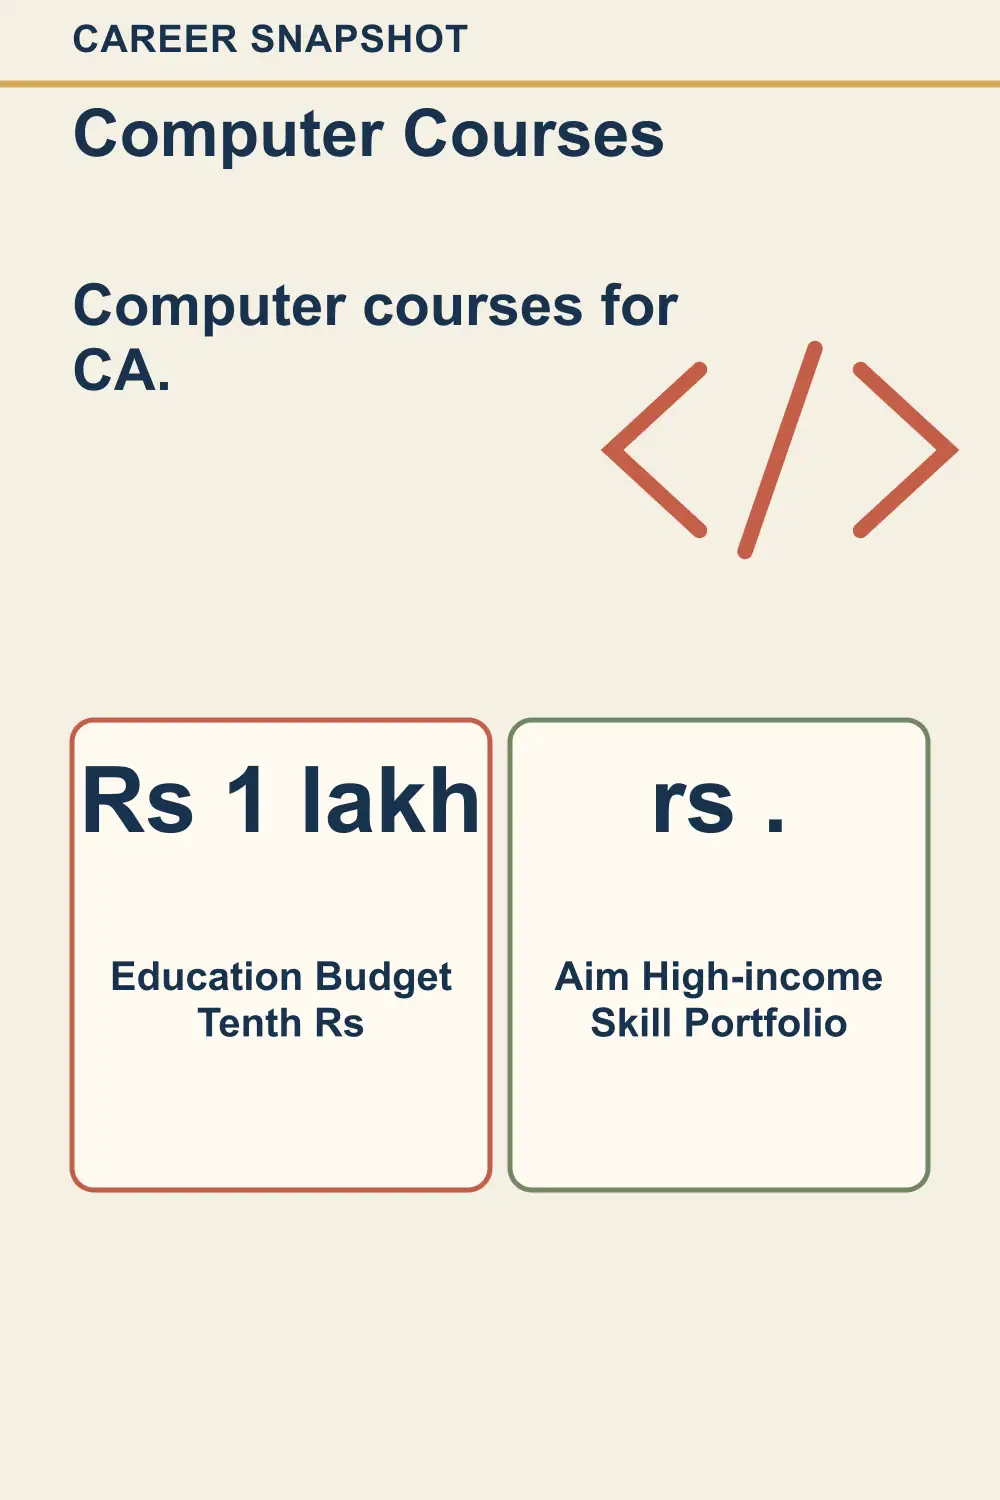 CAREER SNAPSHOT
Computer Courses
Computer courses for
CA.
Rs 1 lakh
Education Budget
Tenth Rs
rs .
Aim High-income
Skill Portfolio